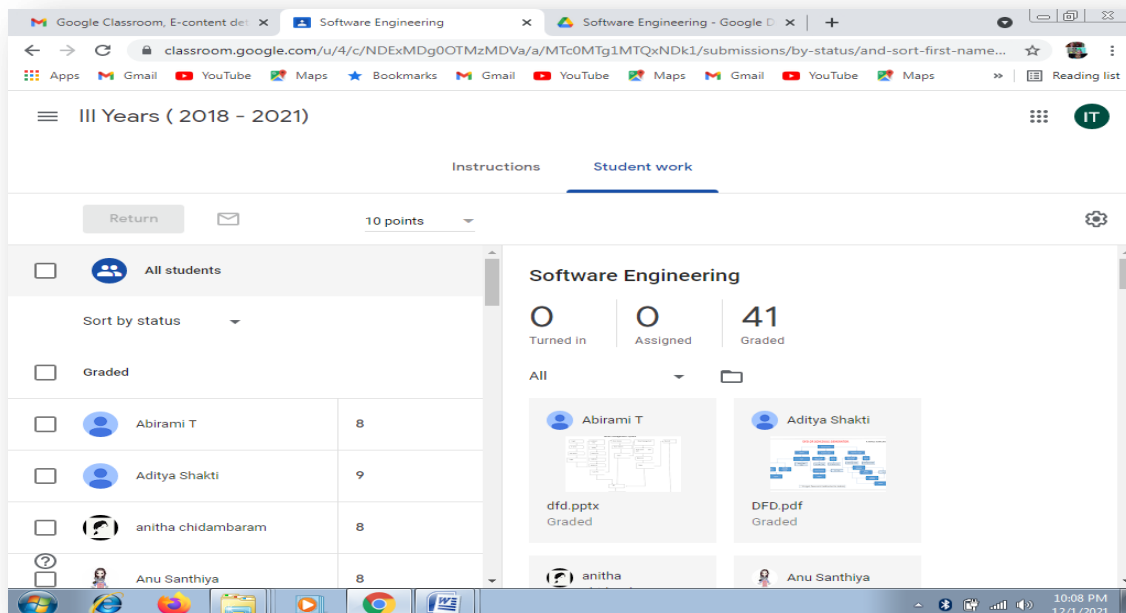 Google Classroom, E-content det
Software Engineering
Software Engineering - Google D
classroom.google.com/u/4/c/NDExMDg0OTMzMDVa/a/MTc0MTg1MTQxNDk1/submissions/by-status/and-sort-first-name...
Apps Gmail YouTube Maps Bookmarks Gmail YouTube Maps Gmail YouTube Maps » Reading list
III Years ( 2018 - 2021)
IT
Instructions Student work
Return 10 points
All students
Sort by status
Graded
Abirami T 8
Aditya Shakti 9
anitha chidambaram 8
Anu Santhiya 8
Software Engineering
0 0 41
Turned in Assigned Graded
All
Abirami T
dfd.pptx
Graded
Aditya Shakti
DFD.pdf
Graded
anitha
Anu Santhiya
10:08 PM
12/1/2021